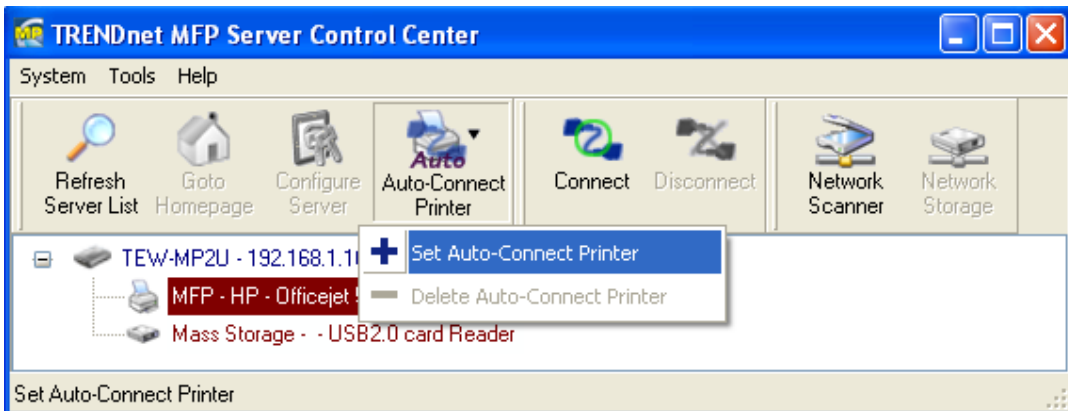 TRENDnet MFP Server Control Center
System Tools Help
Refresh Server List
Goto Homepage
Configure Server
Auto
Auto-Connect Printer
Connect
Disconnect
Network Scanner
Network Storage
TEW-MP2U - 192.168.1.1
Set Auto-Connect Printer
MFP - HP - Officejet
Delete Auto-Connect Printer
Mass Storage - - USB2.0 card Reader
Set Auto-Connect Printer